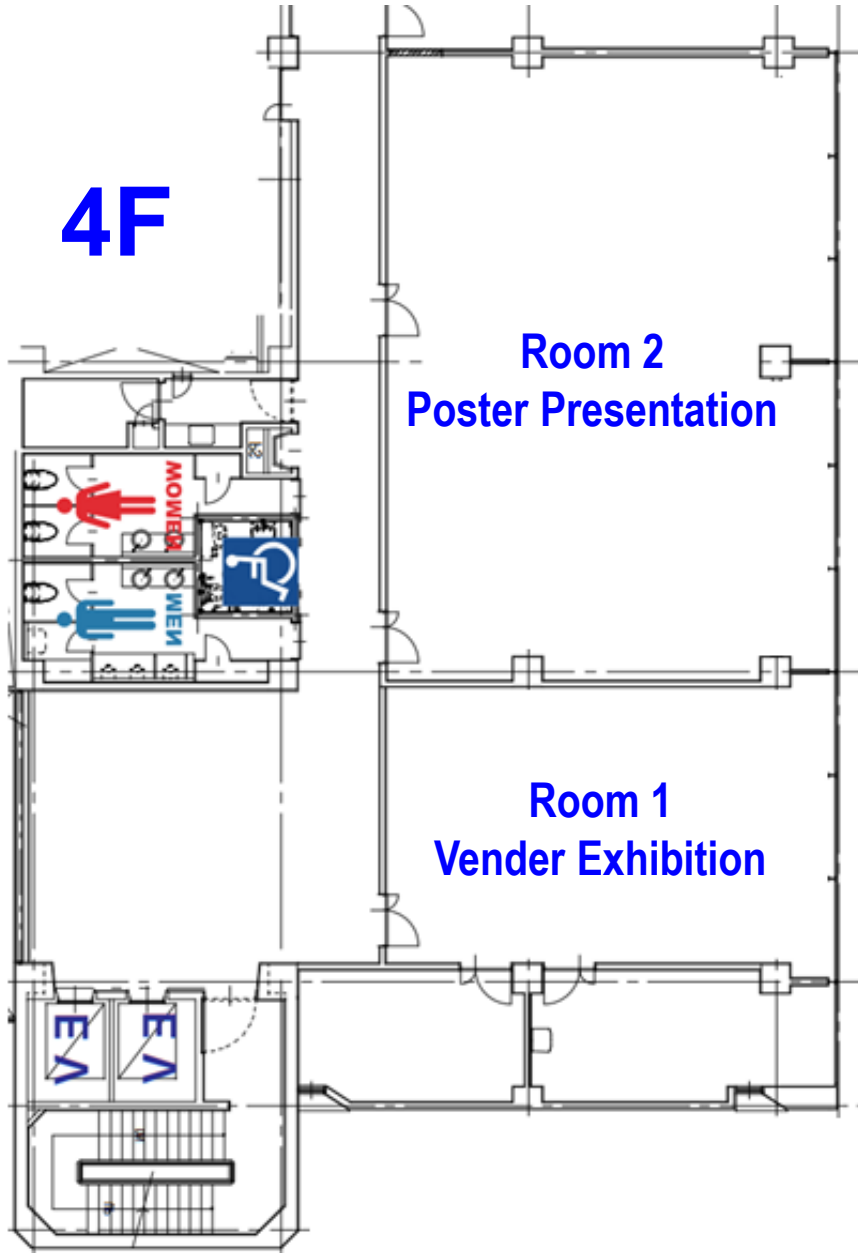 4F
Room 2
Poster Presentation
WOMEN
MEN
Room 1
Vender Exhibition
EV
EV